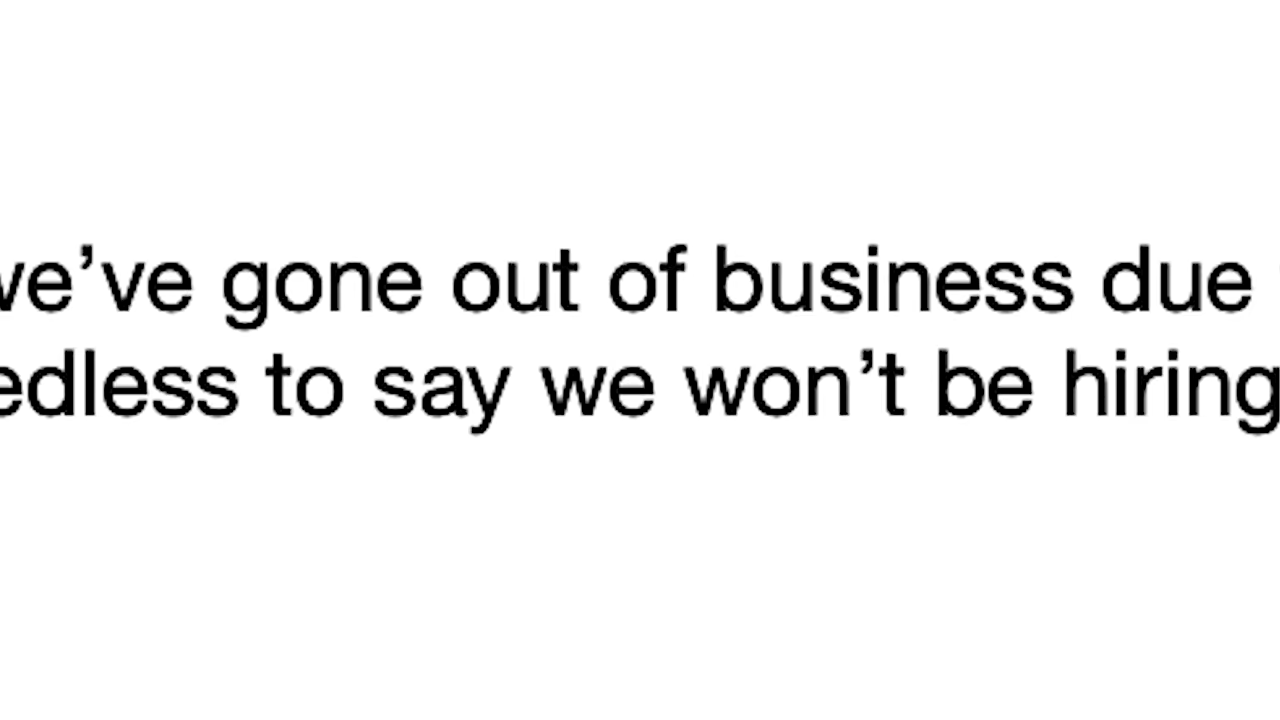 we’ve gone out of business due
edless to say we won’t be hiring